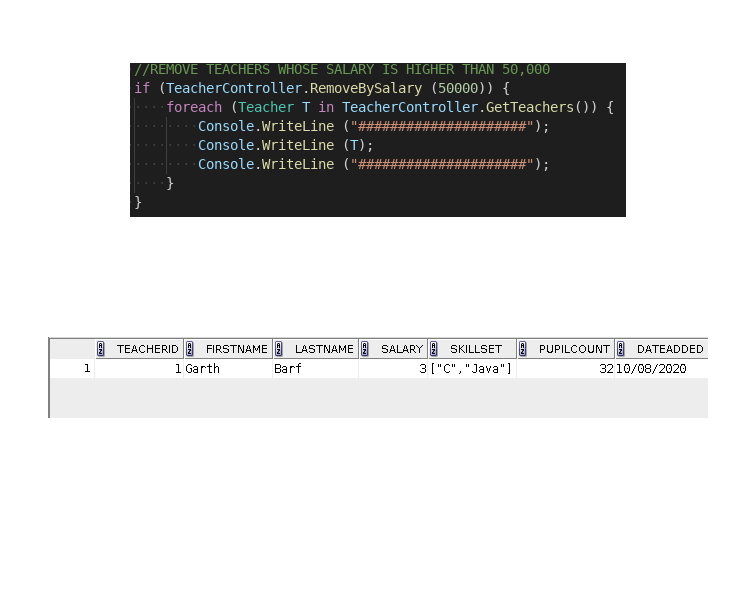 //REMOVE TEACHERS WHOSE SALARY IS HIGHER THAN 50,000
if (TeacherController.RemoveBySalary (50000)) {
foreach (Teacher T in TeacherController.GetTeachers()) {
Console.WriteLine ("#####################");
Console.WriteLine (T);
Console.WriteLine ("#####################");
}
}
TEACHERID FIRSTNAME LASTNAME SALARY SKILLSET PUPILCOUNT DATEADDED
1 1 Garth Barf 3 ["C","Java"] 32 10/08/2020